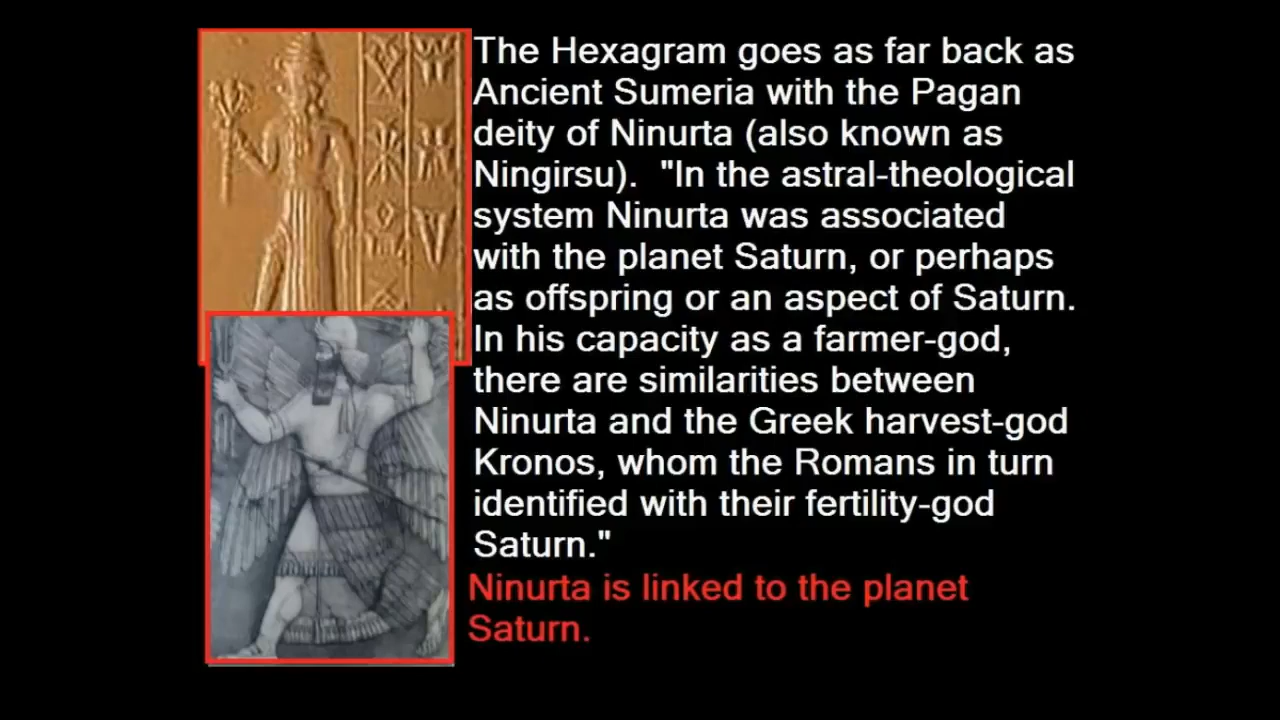 The Hexagram goes as far back as
Ancient Sumeria with the Pagan
deity of Ninurta (also known as
Ningirsu).  "In the astral-theological
system Ninurta was associated
with the planet Saturn, or perhaps
as offspring or an aspect of Saturn.
In his capacity as a farmer-god,
there are similarities between
Ninurta and the Greek harvest-god
Kronos, whom the Romans in turn
identified with their fertility-god
Saturn."
Ninurta is linked to the planet
Saturn.